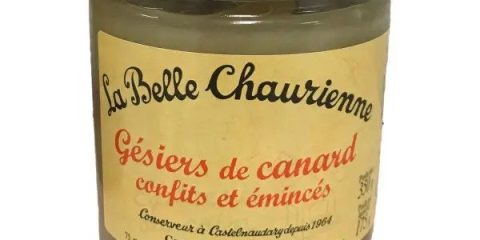 La Belle Chaurienne
Gésiers de canard
confits et émincés
Conserveur à Castelnaudary depuis 1964